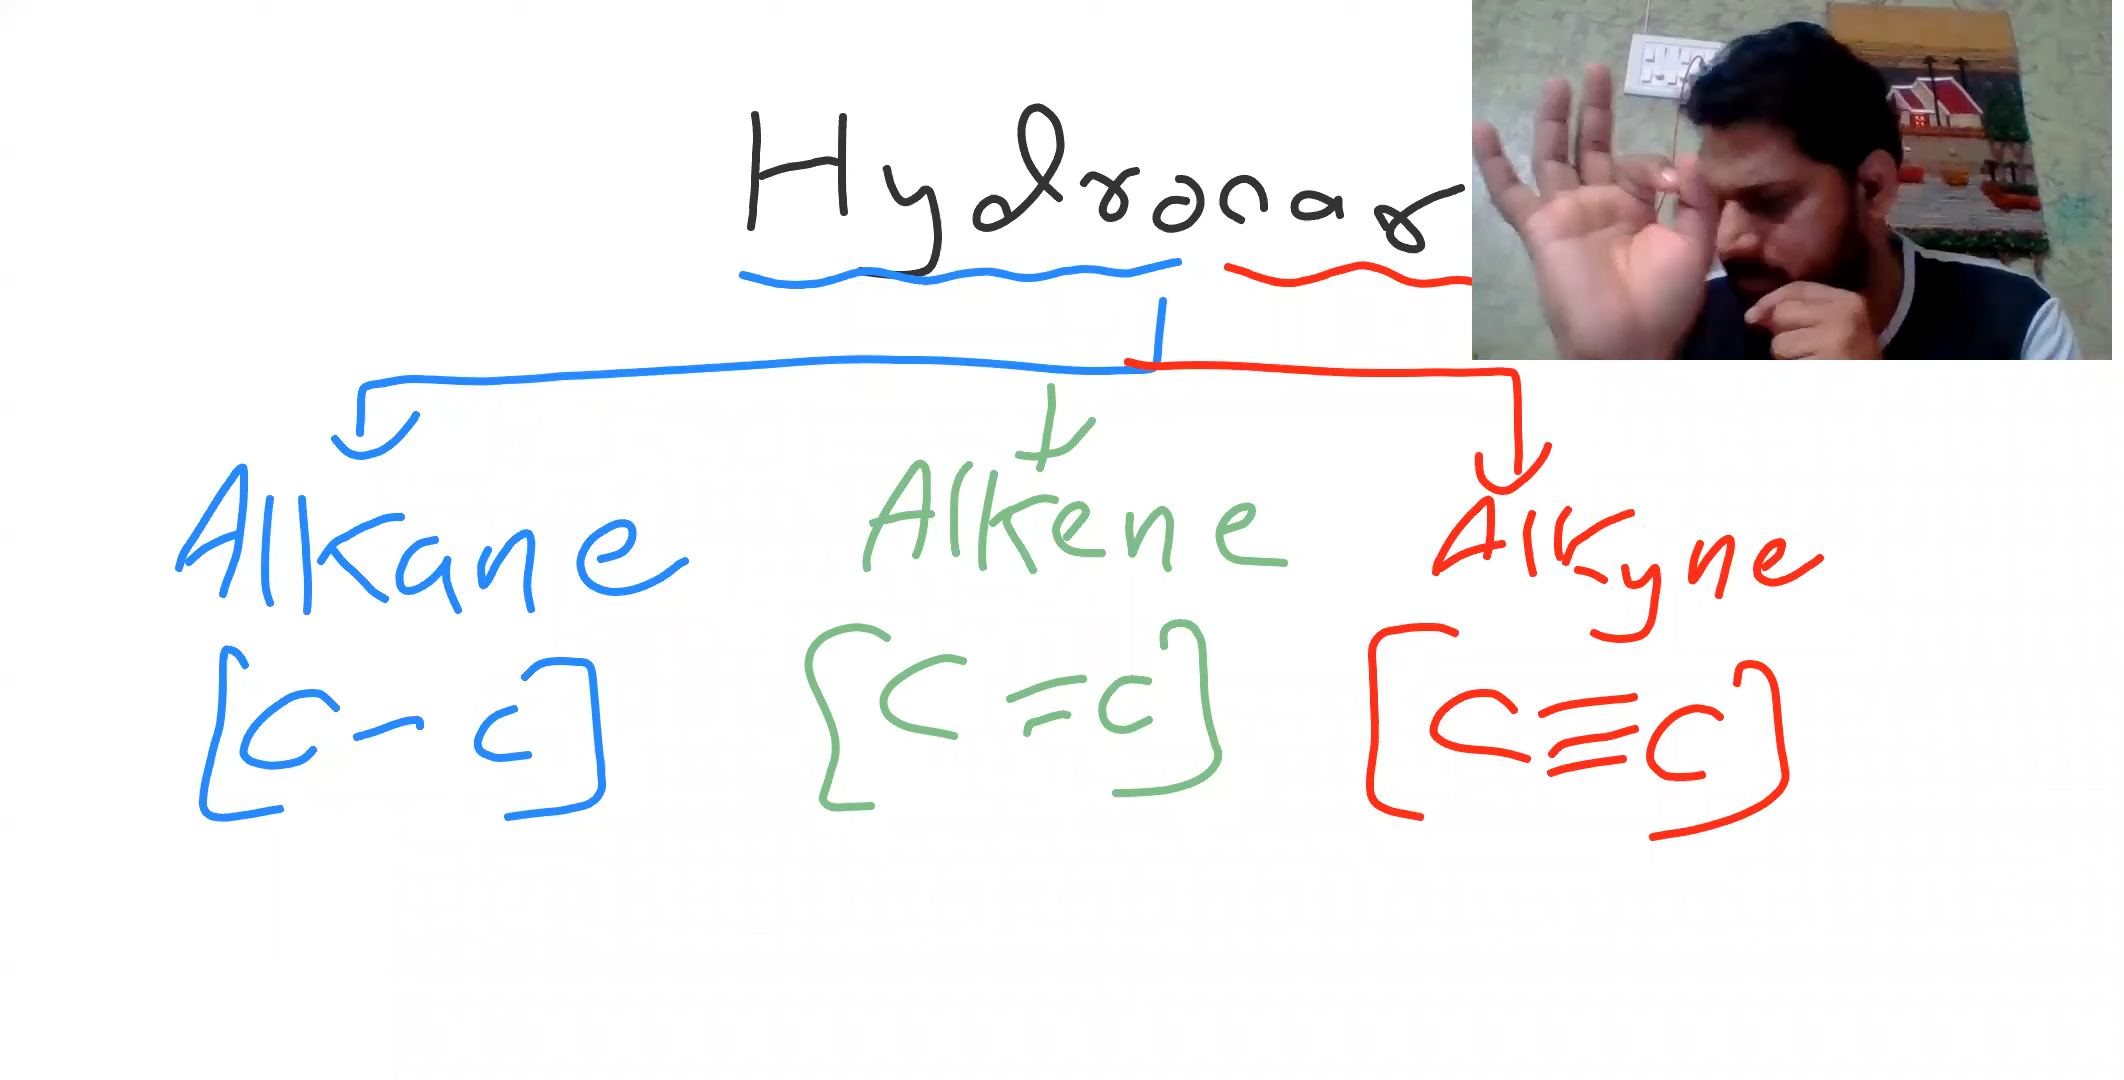 Hydrocar
Alkane Alkene Alkyne
[C-C] [C=C] [C≡C]